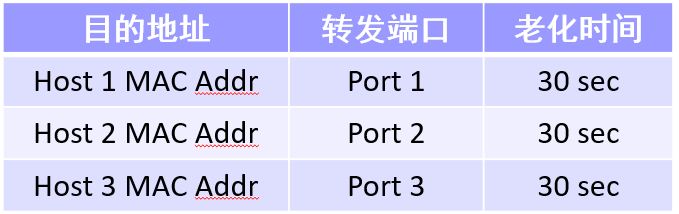 目的地址 转发端口 老化时间
Host 1 MAC Addr Port 1 30 sec
Host 2 MAC Addr Port 2 30 sec
Host 3 MAC Addr Port 3 30 sec